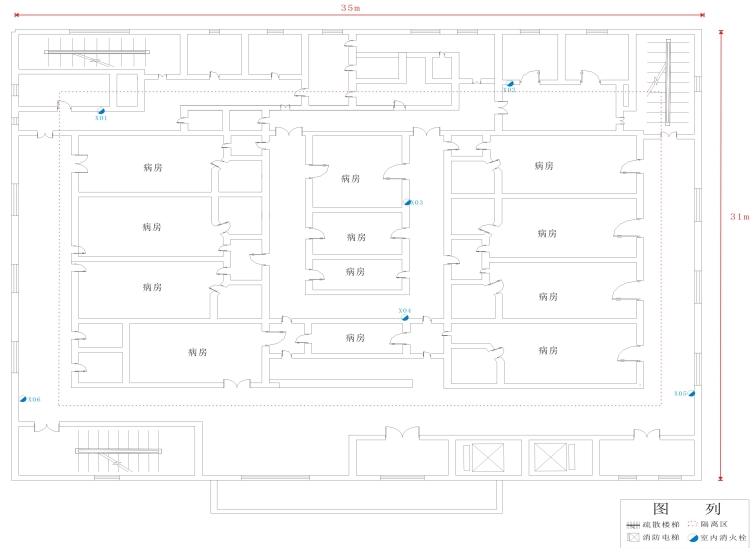 35m
X01
X02
病房
病房
病房
X03
31m
病房
病房
病房
病房
病房
病房
病房
X04
病房
病房
病房
X05
X06
图 列
疏散楼梯
隔离区
消防电梯
室内消火栓